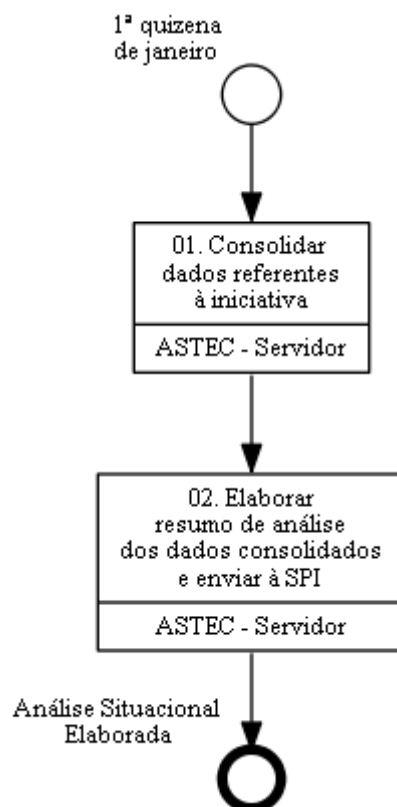 1ª quizena
de janeiro
01. Consolidar
dados referentes
à iniciativa
ASTEC - Servidor
02. Elaborar
resumo de análise
dos dados consolidados
e enviar à SPI
ASTEC - Servidor
Análise Situacional
Elaborada